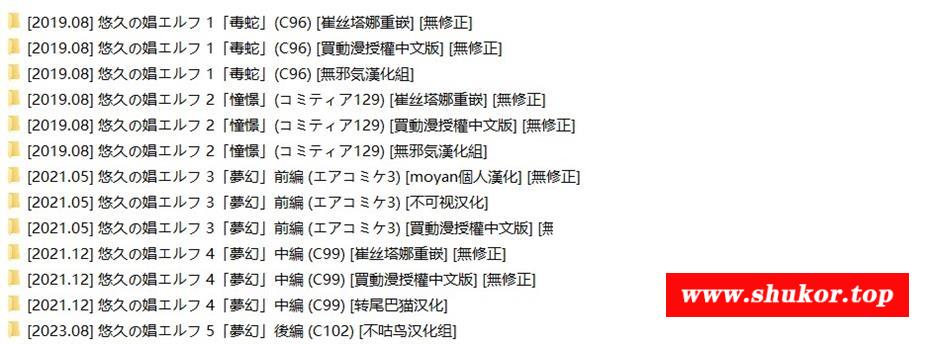 [2019.08] 悠久の娼エルフ 1「毒蛇」(C96) [崔丝塔娜重嵌] [無修正]
[2019.08] 悠久の娼エルフ 1「毒蛇」(C96) [買動漫授權中文版] [無修正]
[2019.08] 悠久の娼エルフ 1「毒蛇」(C96) [無邪気漢化組]
[2019.08] 悠久の娼エルフ 2「憧憬」(コミティア129) [崔丝塔娜重嵌] [無修正]
[2019.08] 悠久の娼エルフ 2「憧憬」(コミティア129) [買動漫授權中文版] [無修正]
[2019.08] 悠久の娼エルフ 2「憧憬」(コミティア129) [無邪気漢化組]
[2021.05] 悠久の娼エルフ 3「夢幻」前編 (エアコミケ3) [moyan個人漢化] [無修正]
[2021.05] 悠久の娼エルフ 3「夢幻」前編 (エアコミケ3) [不可视汉化]
[2021.05] 悠久の娼エルフ 3「夢幻」前編 (エアコミケ3) [買動漫授權中文版] [無
[2021.12] 悠久の娼エルフ 4「夢幻」中編 (C99) [崔丝塔娜重嵌] [無修正]
[2021.12] 悠久の娼エルフ 4「夢幻」中編 (C99) [買動漫授權中文版] [無修正]
[2021.12] 悠久の娼エルフ 4「夢幻」中編 (C99) [转尾巴猫汉化]
[2023.08] 悠久の娼エルフ 5「夢幻」後編 (C102) [不咕鸟汉化组]
www.shukor.top